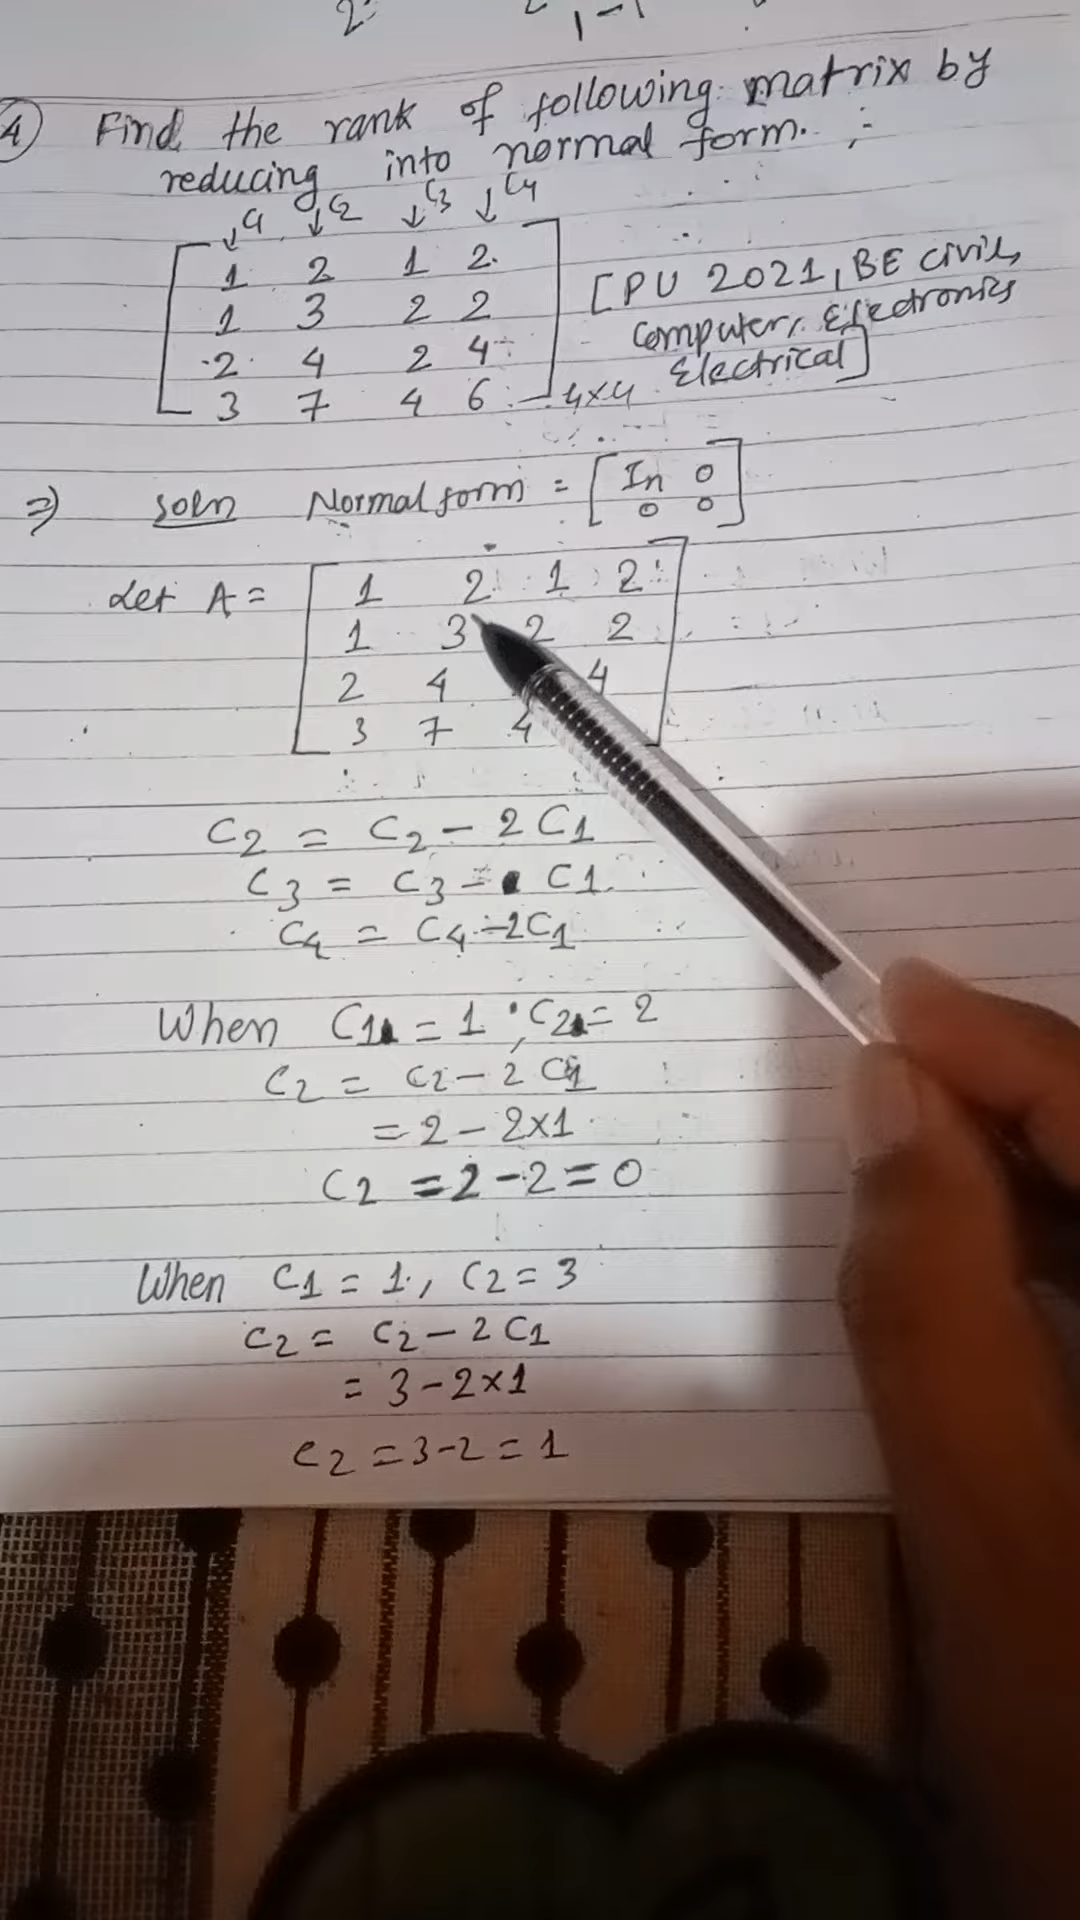 ④ Find the rank of following matrix by
reducing into normal form. :-
↓C1 ↓C2 ↓C3 ↓C4
1 2 1 2
1 3 2 2
2 4 2 4
3 7 4 6
4×4
[PU 2021, BE civil,
Computer, Electronics
Electrical]
⇒ Soln Normal form = [In 0
0 0]
Let A =
1 2 1 2
1 3 2 2
2 4 4
3 7 4
C2 = C2 - 2C1
C3 = C3 - C1
C4 = C4 - 2C1
When C1 = 1, C2 = 2
C2 = C2 - 2 C1
= 2 - 2×1
C2 = 2 - 2 = 0
When C1 = 1, C2 = 3
C2 = C2 - 2 C1
= 3 - 2×1
C2 = 3 - 2 = 1